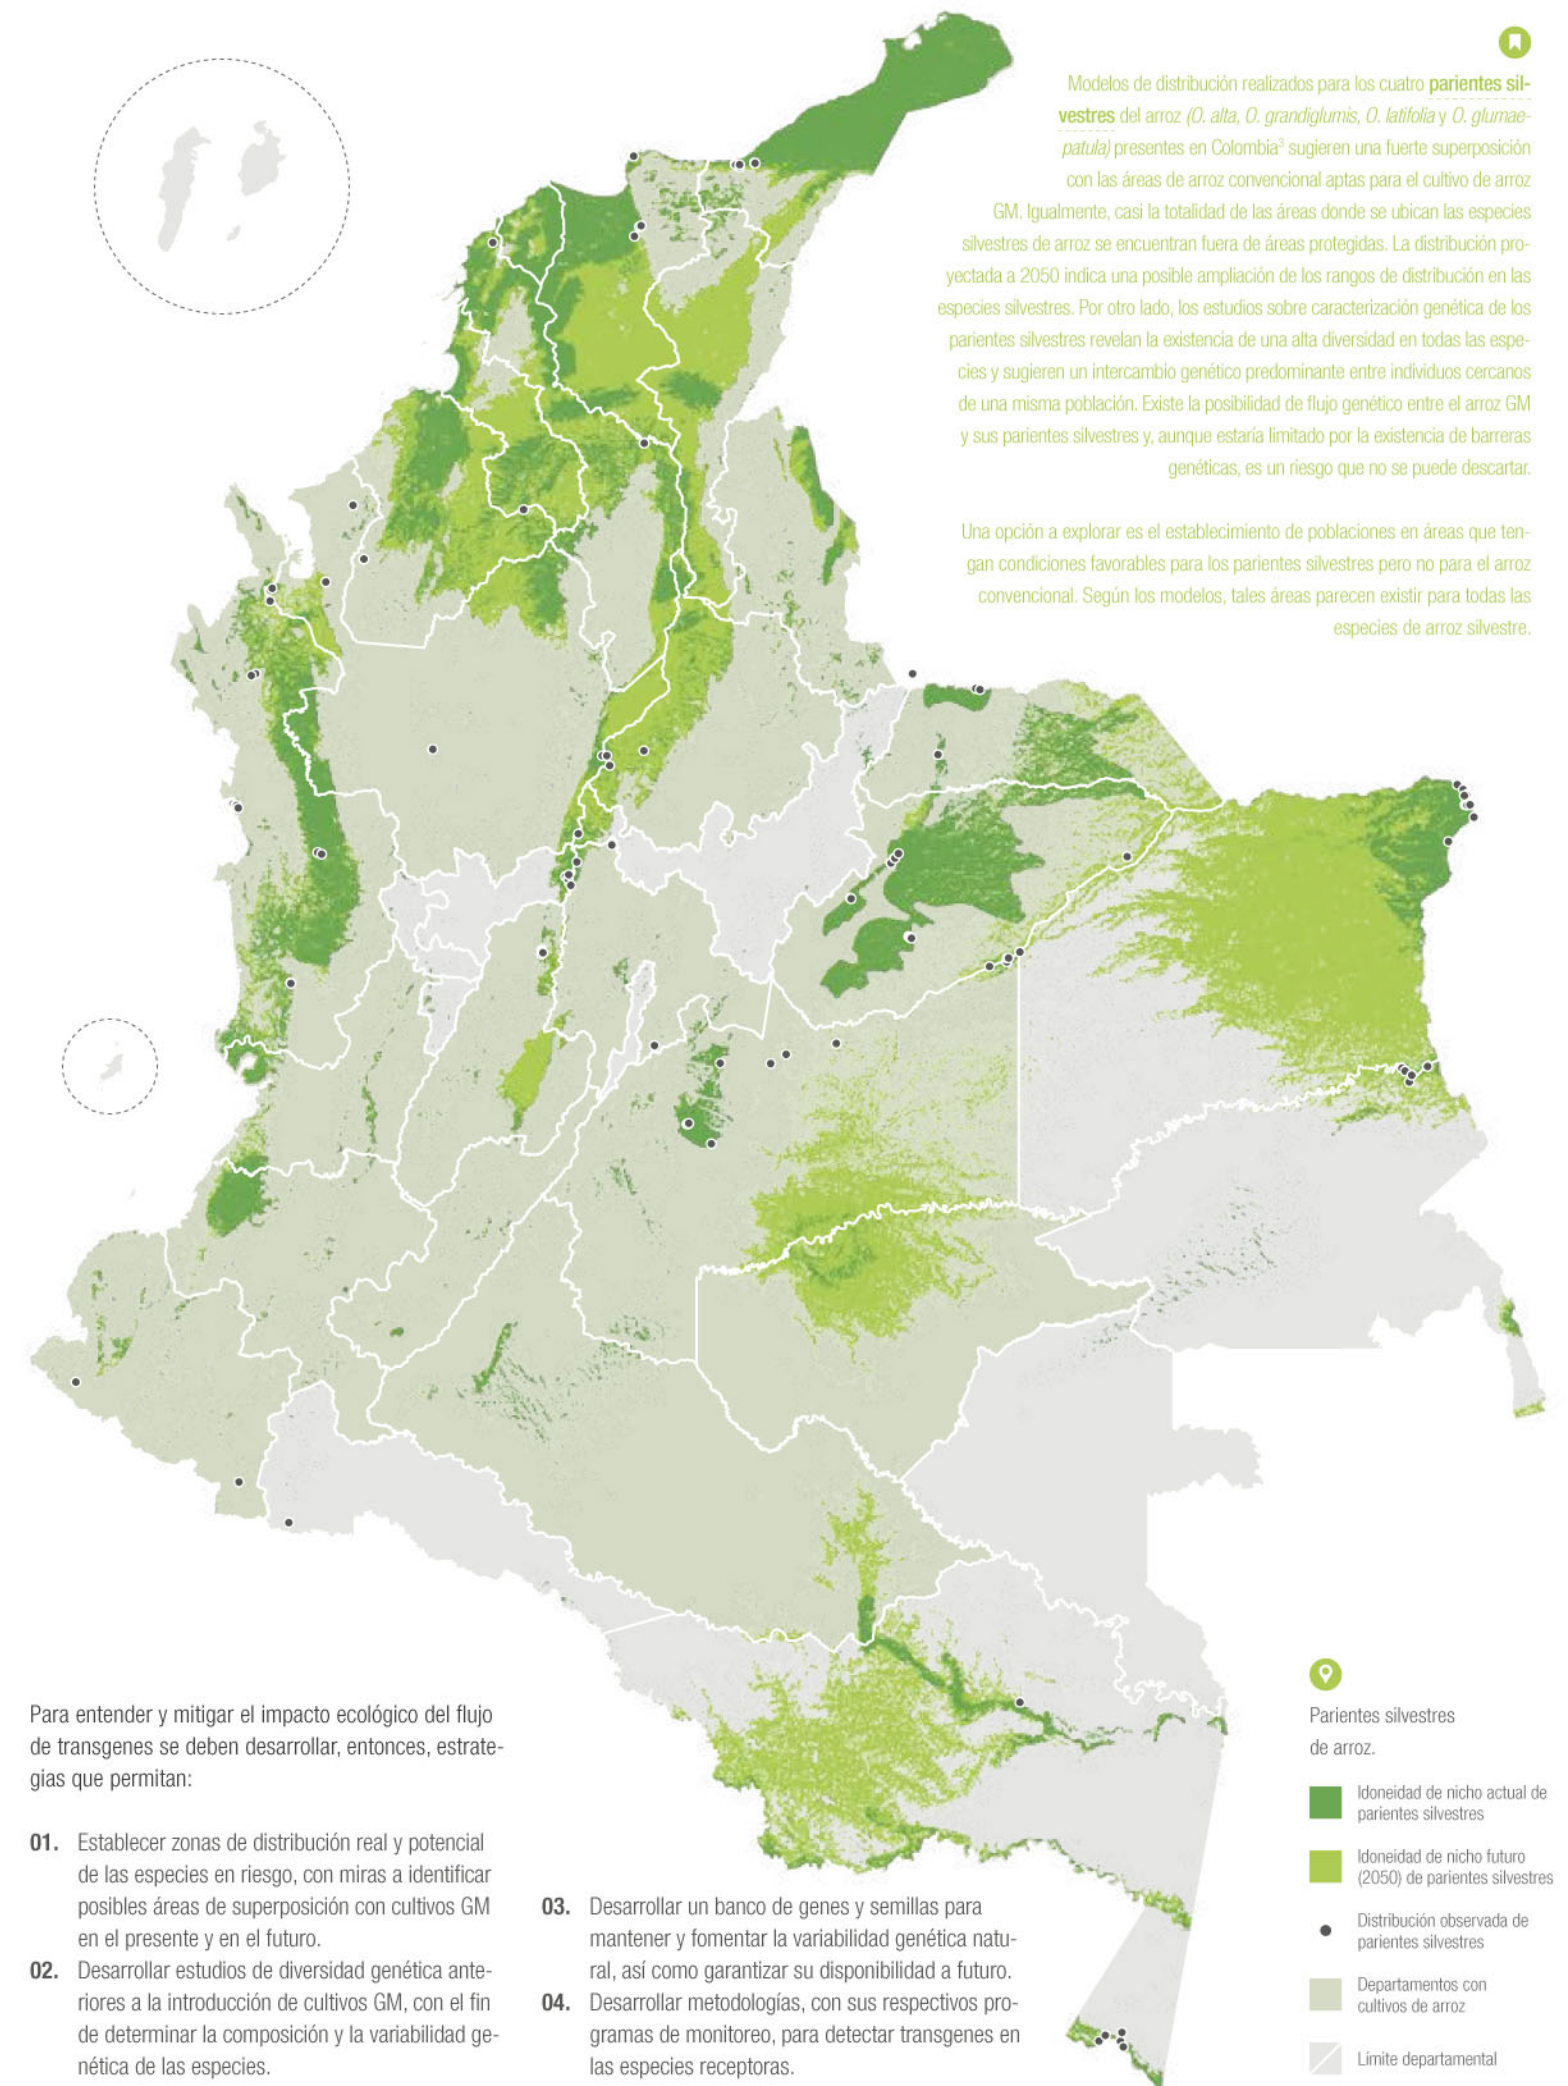 Modelos de distribución realizados para los cuatro parientes sil-
vestres del arroz (O. alta, O. grandiglumis, O. latifolia y O. glumae-
patula) presentes en Colombia³ sugieren una fuerte superposición
con las áreas de arroz convencional aptas para el cultivo de arroz
GM. Igualmente, casi la totalidad de las áreas donde se ubican las especies
silvestres de arroz se encuentran fuera de áreas protegidas. La distribución pro-
yectada a 2050 indica una posible ampliación de los rangos de distribución en las
especies silvestres. Por otro lado, los estudios sobre caracterización genética de los
parientes silvestres revelan la existencia de una alta diversidad en todas las espe-
cies y sugieren un intercambio genético predominante entre individuos cercanos
de una misma población. Existe la posibilidad de flujo genético entre el arroz GM
y sus parientes silvestres y, aunque estaría limitado por la existencia de barreras
genéticas, es un riesgo que no se puede descartar.
Una opción a explorar es el establecimiento de poblaciones en áreas que ten-
gan condiciones favorables para los parientes silvestres pero no para el arroz
convencional. Según los modelos, tales áreas parecen existir para todas las
especies de arroz silvestre.
Para entender y mitigar el impacto ecológico del flujo
de transgenes se deben desarrollar, entonces, estrate-
gias que permitan:
01. Establecer zonas de distribución real y potencial
de las especies en riesgo, con miras a identificar
posibles áreas de superposición con cultivos GM
en el presente y en el futuro.
02. Desarrollar estudios de diversidad genética ante-
riores a la introducción de cultivos GM, con el fin
de determinar la composición y la variabilidad ge-
nética de las especies.
03. Desarrollar un banco de genes y semillas para
mantener y fomentar la variabilidad genética natu-
ral, así como garantizar su disponibilidad a futuro.
04. Desarrollar metodologías, con sus respectivos pro-
gramas de monitoreo, para detectar transgenes en
las especies receptoras.
Parientes silvestres
de arroz.
Idoneidad de nicho actual de
parientes silvestres
Idoneidad de nicho futuro
(2050) de parientes silvestres
Distribución observada de
parientes silvestres
Departamentos con
cultivos de arroz
Límite departamental